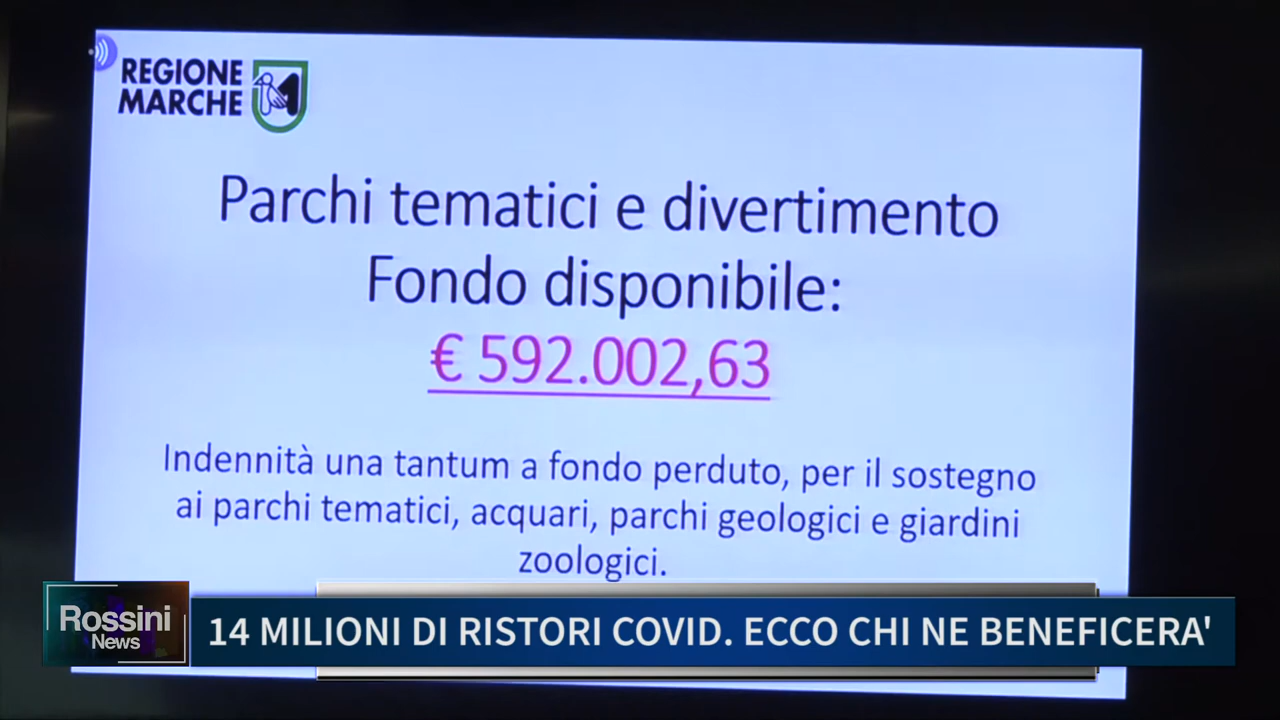 REGIONE
MARCHE
Parchi tematici e divertimento
Fondo disponibile:
€ 592.002,63
Indennità una tantum a fondo perduto, per il sostegno
ai parchi tematici, acquari, parchi geologici e giardini
zoologici.
Rossini
News
14 MILIONI DI RISTORI COVID. ECCO CHI NE BENEFICERA'